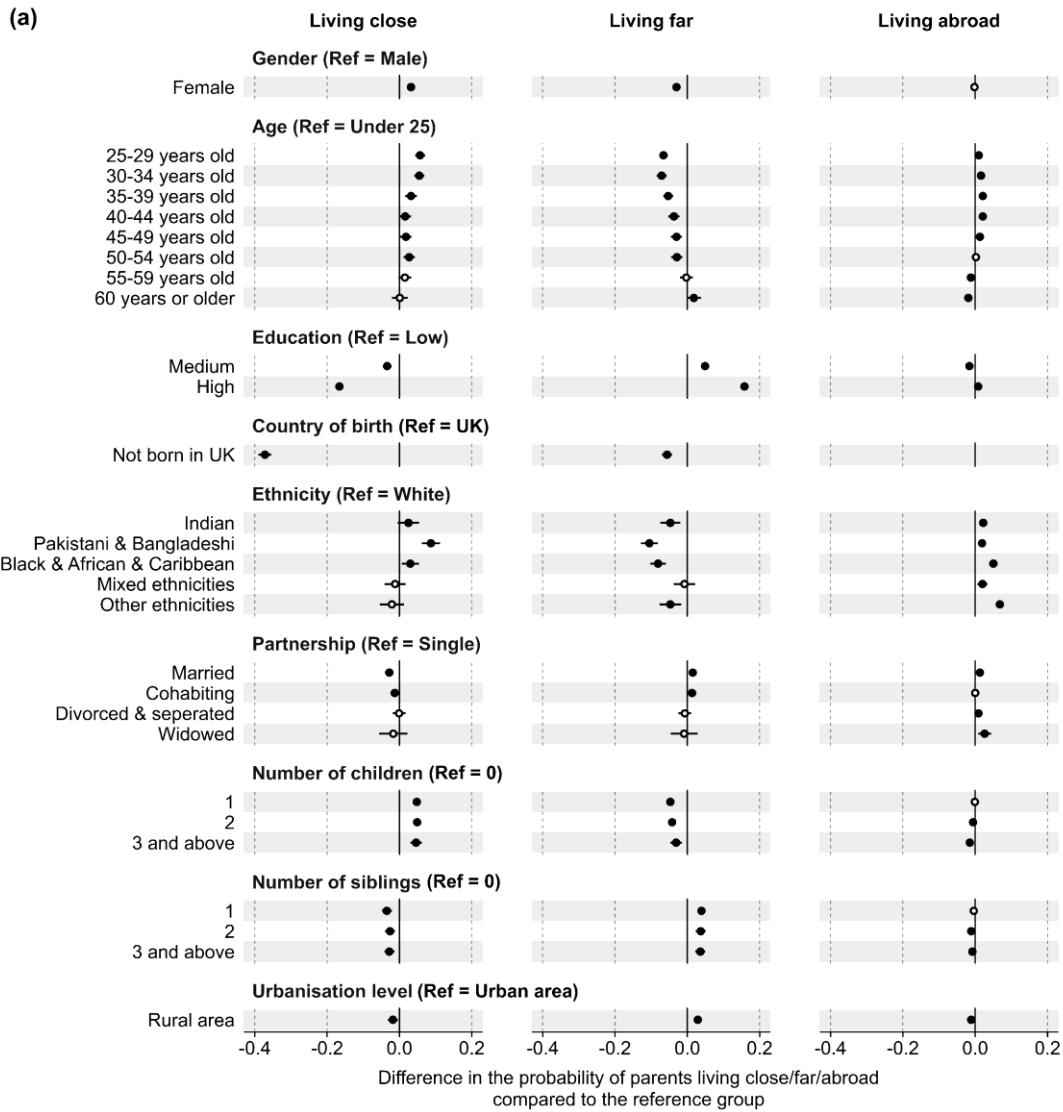 (a)
Living close Living far Living abroad
Gender (Ref = Male)
Female
Age (Ref = Under 25)
25-29 years old
30-34 years old
35-39 years old
40-44 years old
45-49 years old
50-54 years old
55-59 years old
60 years or older
Education (Ref = Low)
Medium
High
Country of birth (Ref = UK)
Not born in UK
Ethnicity (Ref = White)
Indian
Pakistani & Bangladeshi
Black & African & Caribbean
Mixed ethnicities
Other ethnicities
Partnership (Ref = Single)
Married
Cohabiting
Divorced & seperated
Widowed
Number of children (Ref = 0)
1
2
3 and above
Number of siblings (Ref = 0)
1
2
3 and above
Urbanisation level (Ref = Urban area)
Rural area
-0.4 -0.2 0.0 0.2 -0.4 -0.2 0.0 0.2 -0.4 -0.2 0.0 0.2
Difference in the probability of parents living close/far/abroad
compared to the reference group